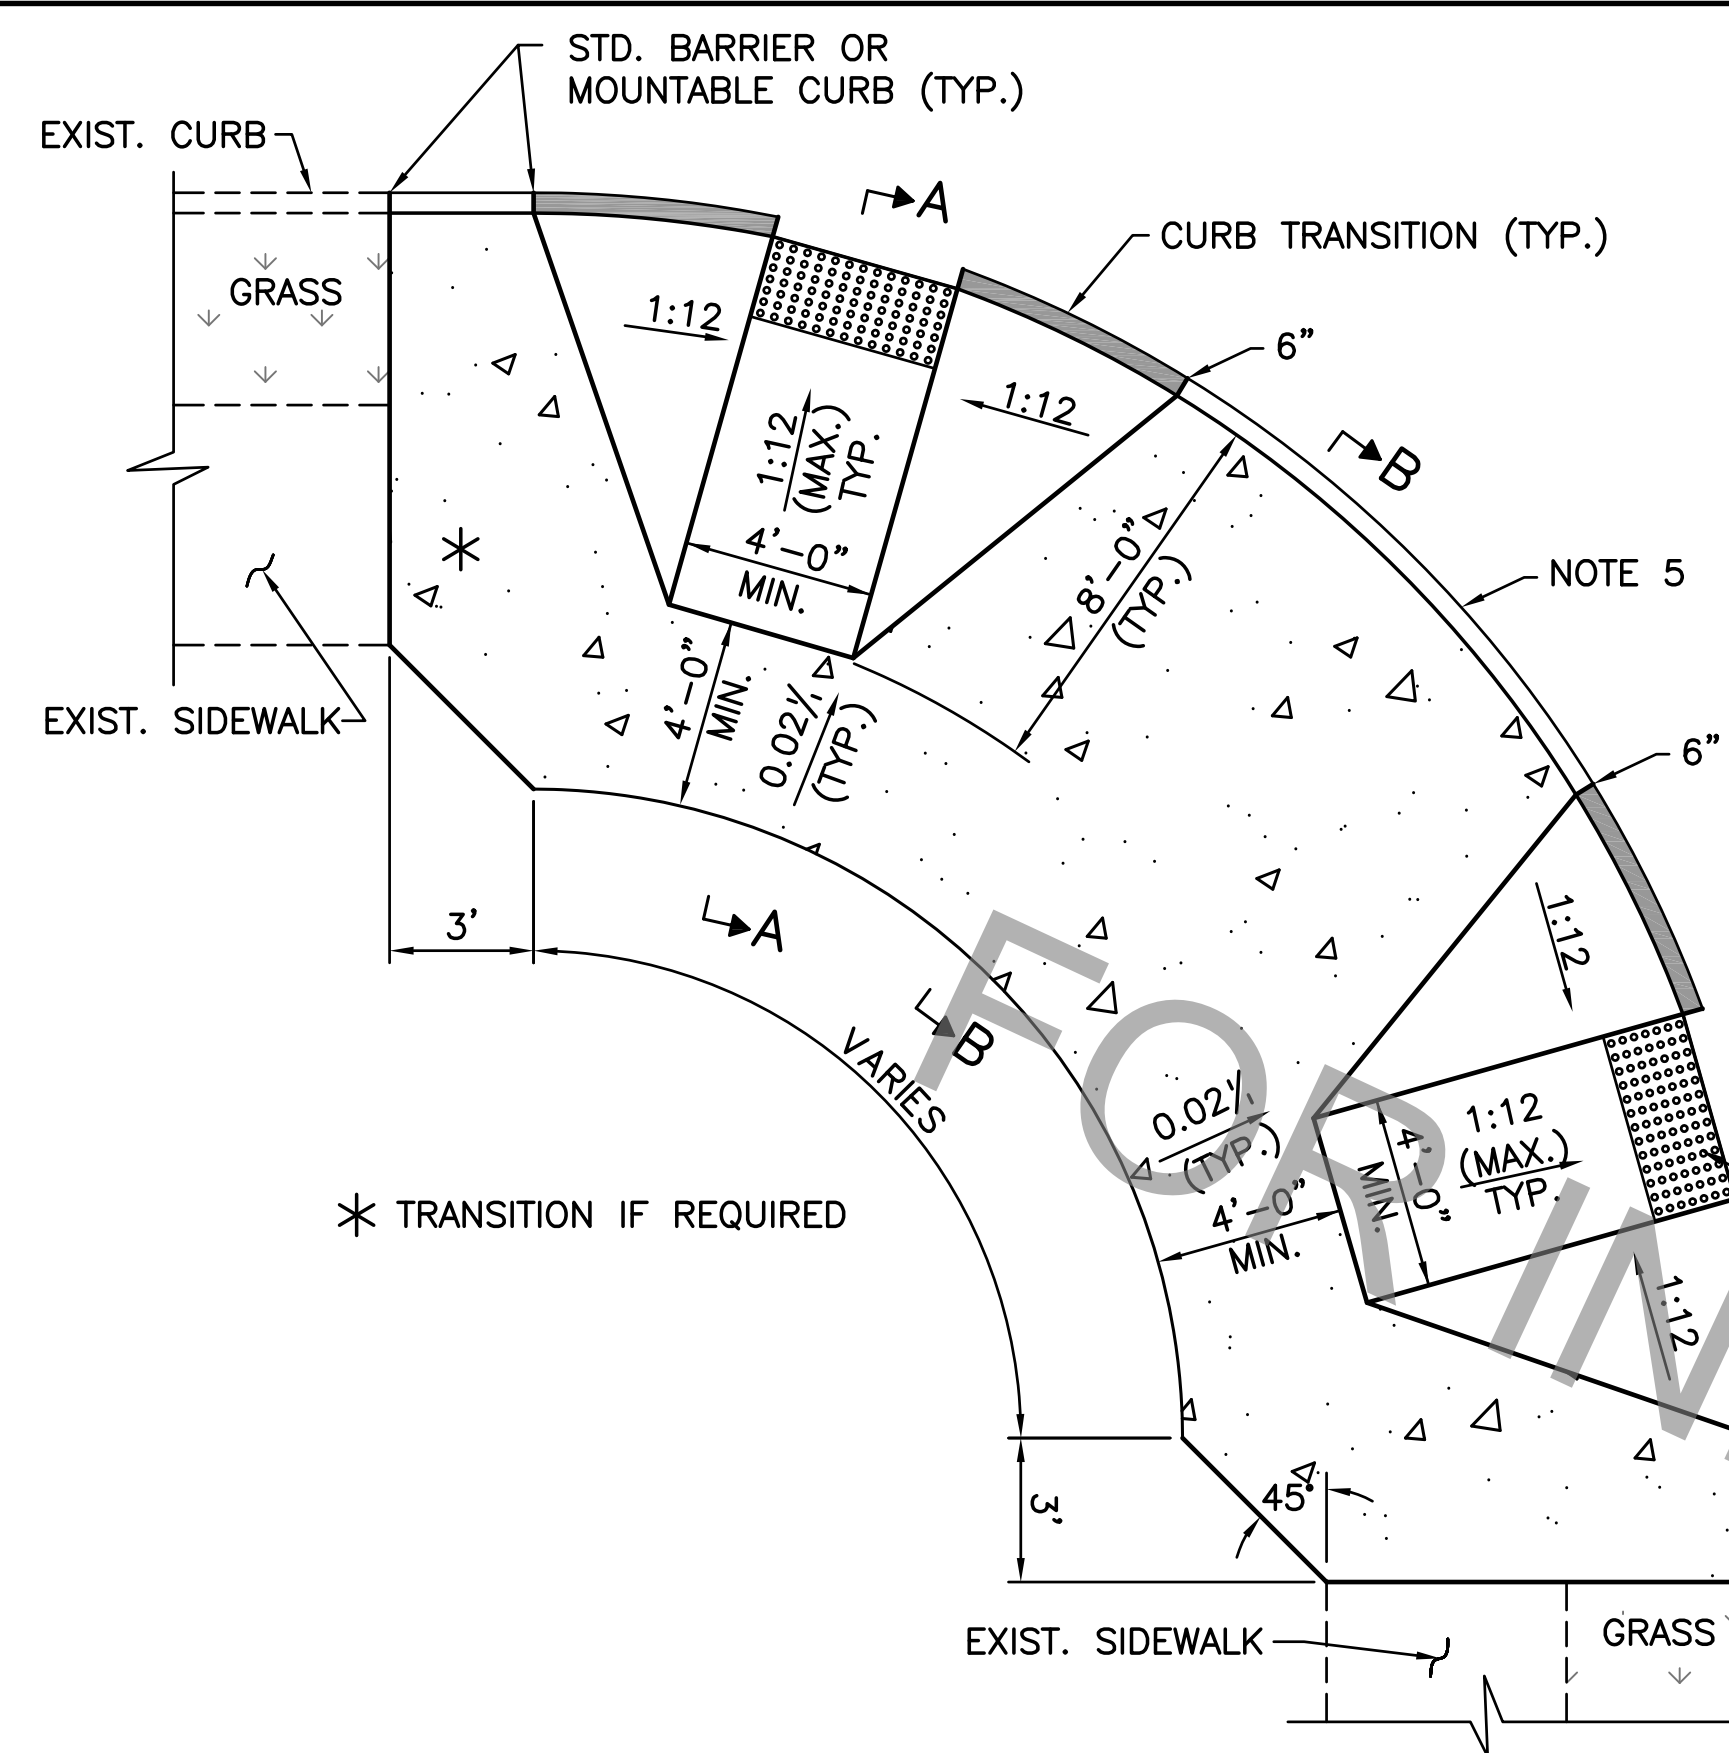 STD. BARRIER OR
MOUNTABLE CURB (TYP.)
EXIST. CURB
A
CURB TRANSITION (TYP.)
GRASS
1:12
6"
1:12
1:12
(MAX.)
TYP.
B
4'-0"
MIN.
8'-0"
(TYP.)
NOTE 5
4'-0"
MIN.
0.02'/'
(TYP.)
EXIST. SIDEWALK
6"
3'
A
1:12
B
VARIES
0.02'/'
(TYP.)
1:12
(MAX.)
TYP.
4'-0"
MIN.
4'-0"
MIN.
* TRANSITION IF REQUIRED
1:12
3'
45°
EXIST. SIDEWALK
GRASS
FOR IN